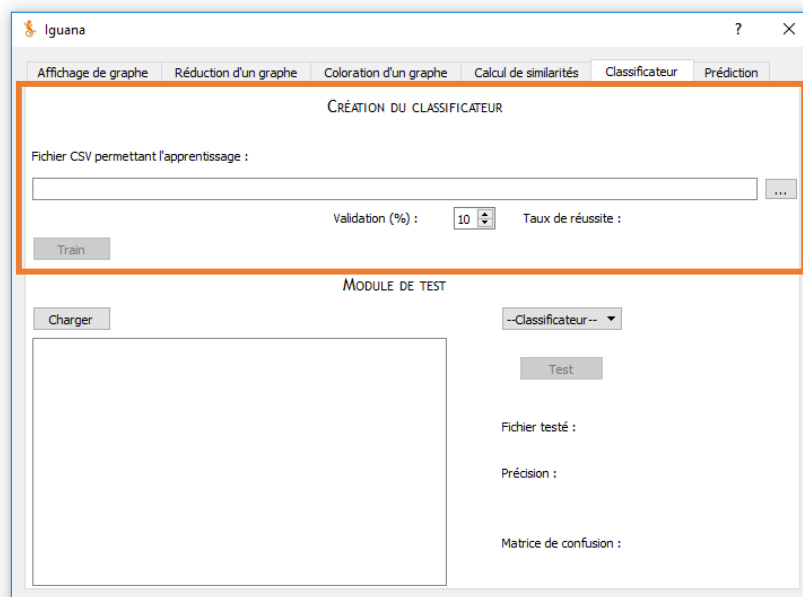 Iguana
?
Affichage de graphe Réduction d'un graphe Coloration d'un graphe Calcul de similarités Classificateur Prédiction
CRÉATION DU CLASSIFICATEUR
Fichier CSV permettant l'apprentissage :
...
Validation (%) : 10 Taux de réussite :
Train
MODULE DE TEST
Charger --Classificateur--
Test
Fichier testé :
Précision :
Matrice de confusion :